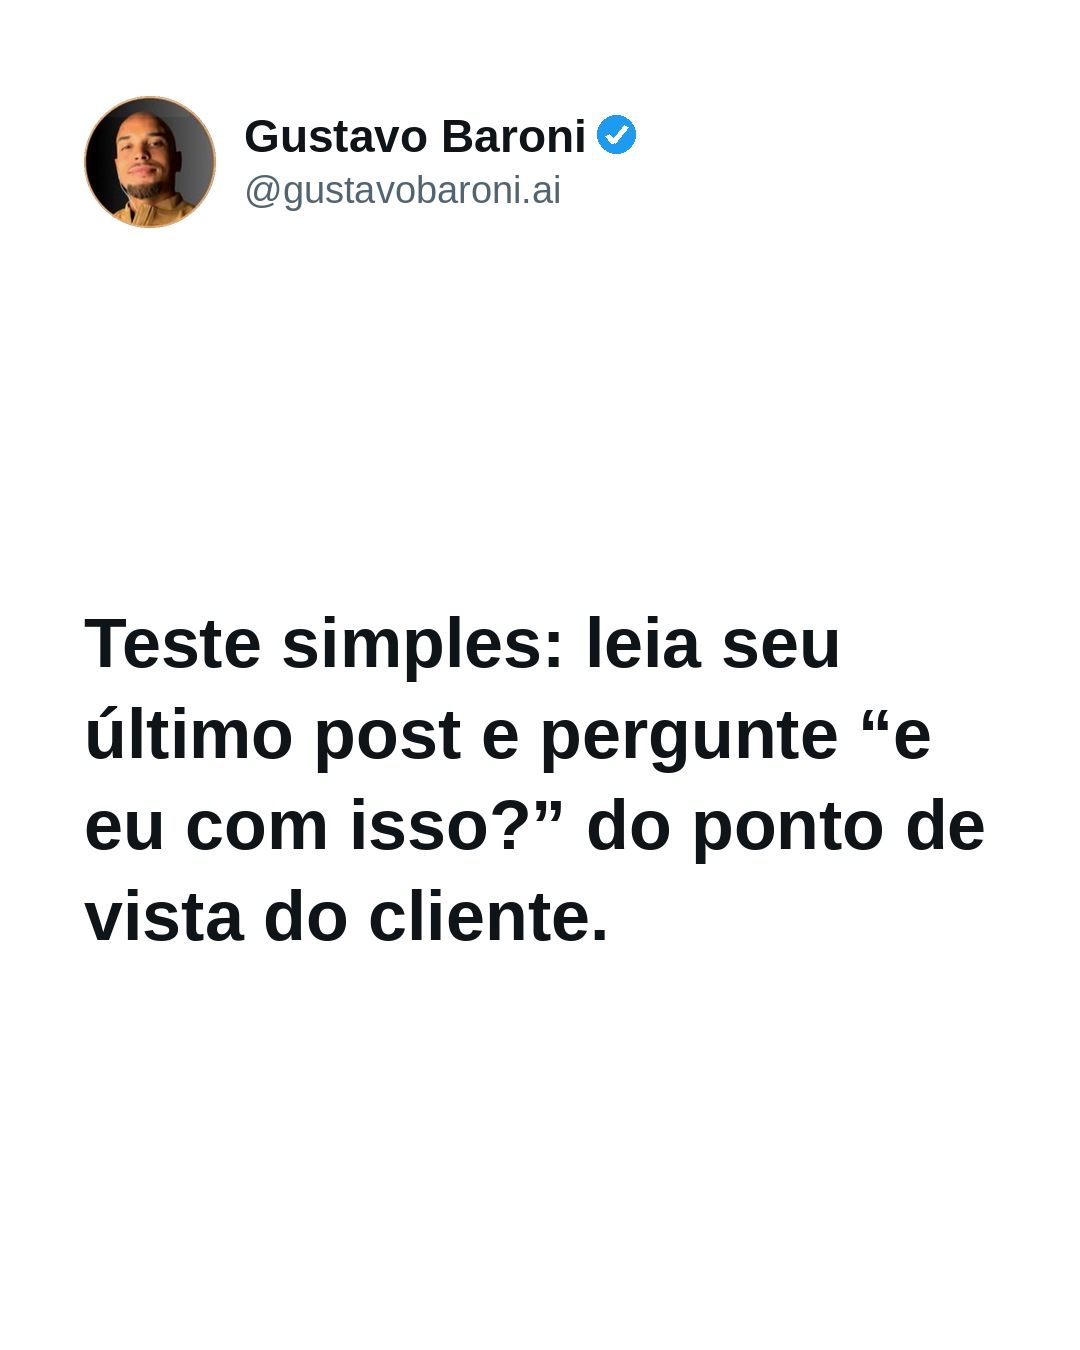 Gustavo Baroni
@gustavobaroni.ai
Teste simples: leia seu
último post e pergunte “e
eu com isso?” do ponto de
vista do cliente.